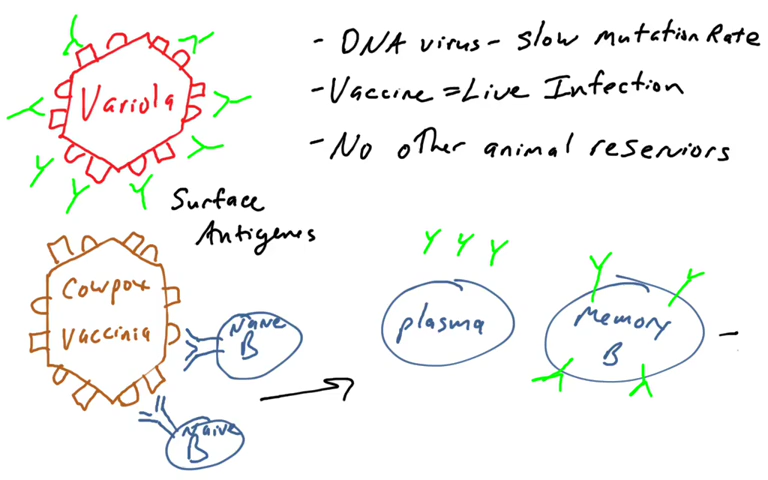 - DNA virus - Slow Mutation Rate
- Vaccine = Live Infection
- No other animal reserviors
Variola
Surface
Antigenes
Cowpox
Vaccinia
Naive
B
Naive
B
plasma
Memory
B